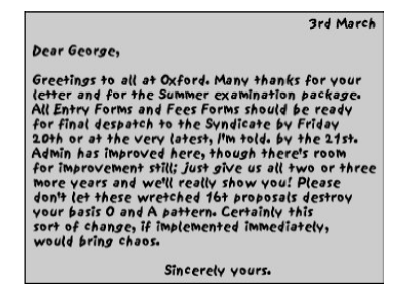 3rd March
Dear George,
Greetings to all at Oxford. Many thanks for your
letter and for the Summer examination package.
All Entry Forms and Fees Forms should be ready
for final despatch to the Syndicate by Friday
20th or at the very latest, I'm told. by the 21st.
Admin has improved here, though there's room
for improvement still; just give us all two or three
more years and we'll really show you! Please
don't let these wretched 16t proposals destroy
your basis O and A pattern. Certainly this
sort of change, if implemented immediately,
would bring chaos.
Sincerely yours.